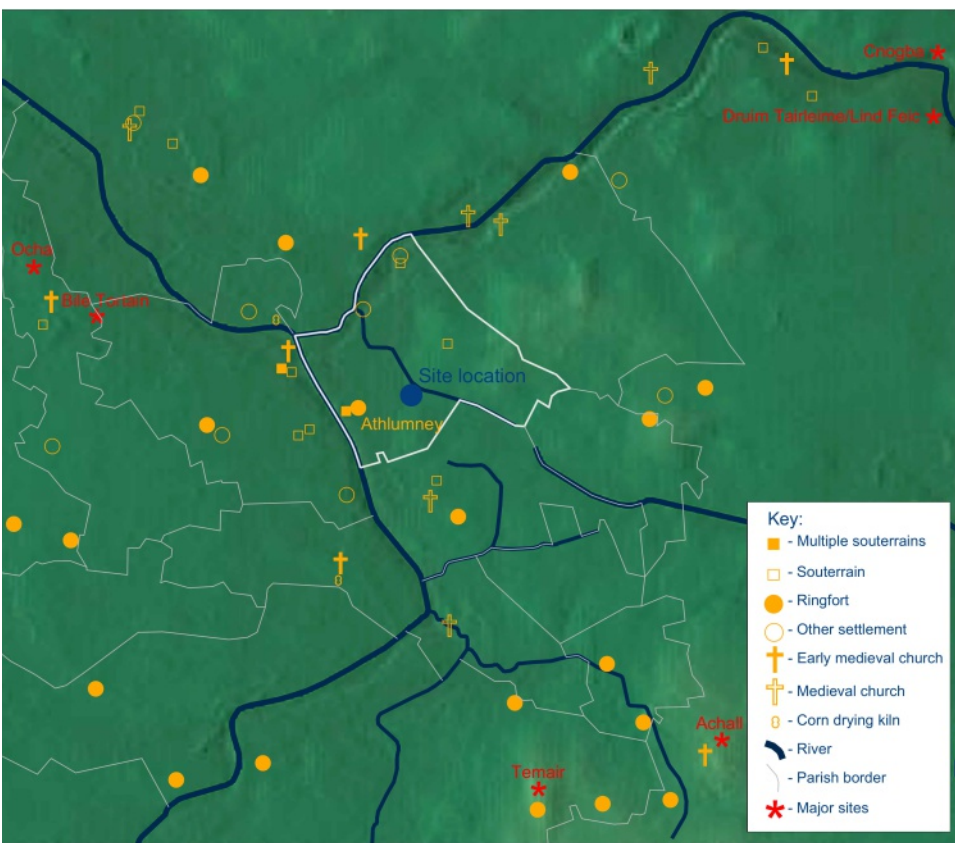 Cnogba
Druim Tairleime/Lind Feic
Ocha
Bile Tortain
Site location
Athlumney
Achall
Temair
Key:
- Multiple souterrains
- Souterrain
- Ringfort
- Other settlement
- Early medieval church
- Medieval church
- Corn drying kiln
- River
- Parish border
- Major sites